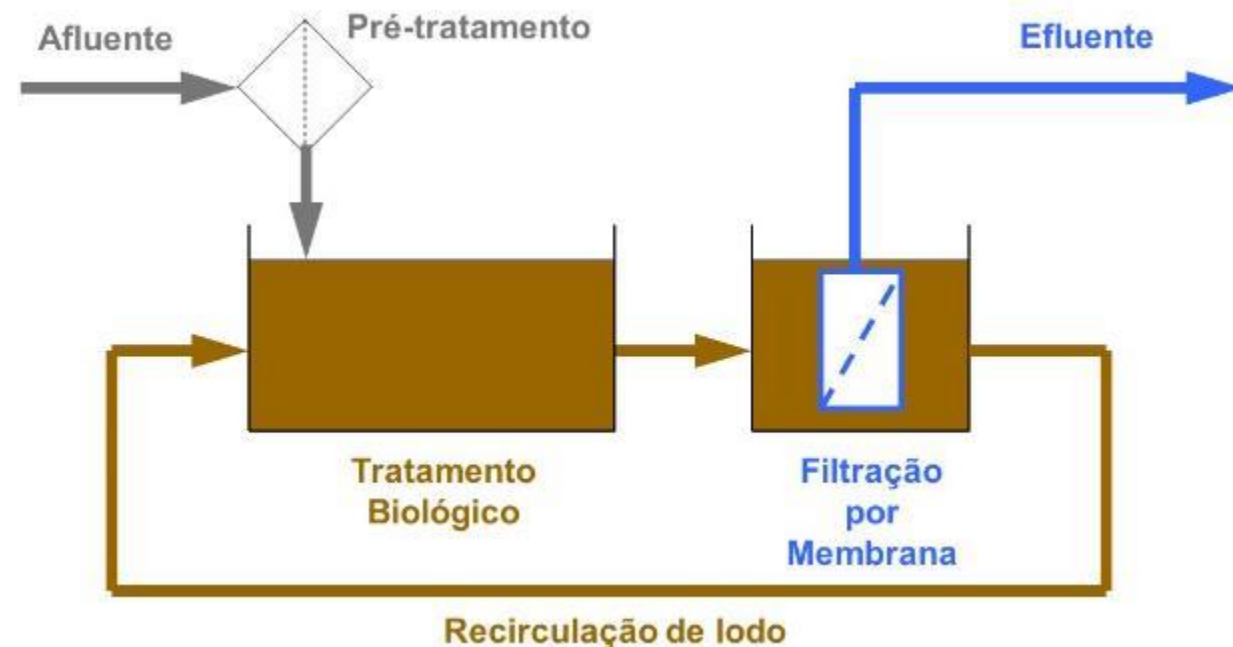 Afluente
Pré-tratamento
Efluente
Tratamento
Biológico
Filtração
por
Membrana
Recirculação de lodo